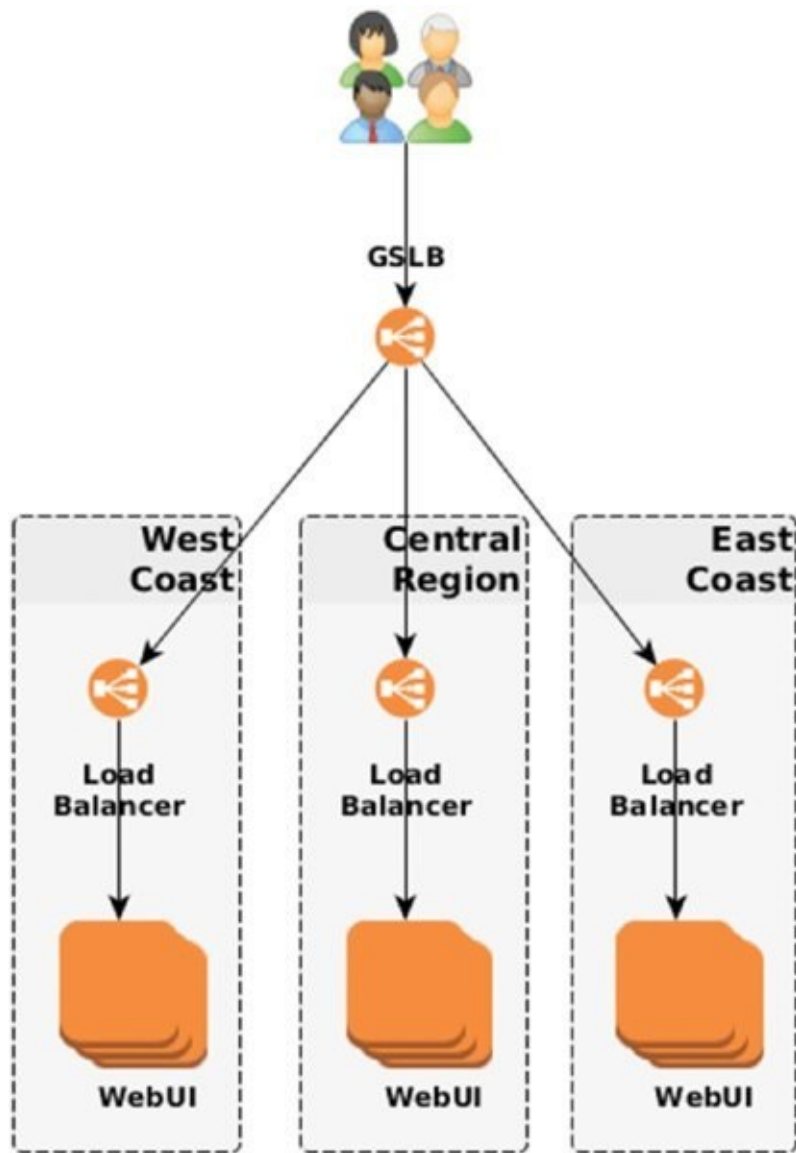 GSLB
West
Coast
Central
Region
East
Coast
Load
Balancer
Load
Balancer
Load
Balancer
WebUI
WebUI
WebUI